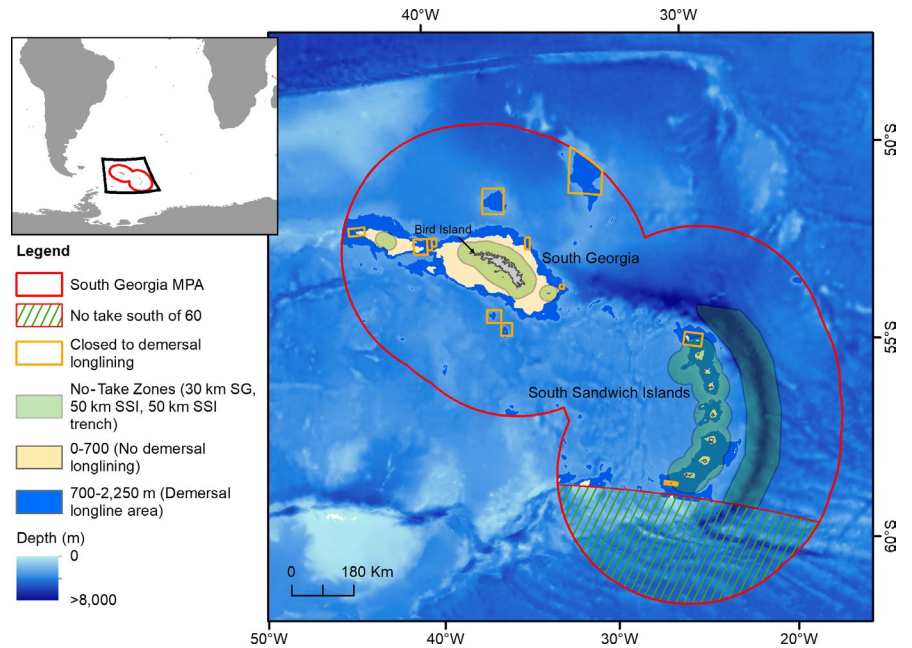 40°W
30°W
50°S
55°S
60°S
Bird Island
South Georgia
South Sandwich Islands
Legend
South Georgia MPA
No take south of 60
Closed to demersal
longlining
No-Take Zones (30 km SG,
50 km SSI, 50 km SSI
trench)
0-700 (No demersal
longlining)
700-2,250 m (Demersal
longline area)
Depth (m)
0
>8,000
0 180 Km
50°W
40°W
30°W
20°W